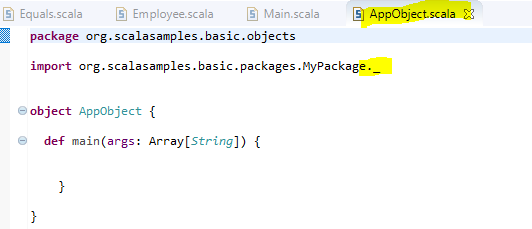 Equals.scala Employee.scala Main.scala AppObject.scala
package org.scalasamples.basic.objects
import org.scalasamples.basic.packages.MyPackage._
object AppObject {
def main(args: Array[String]) {
}
}